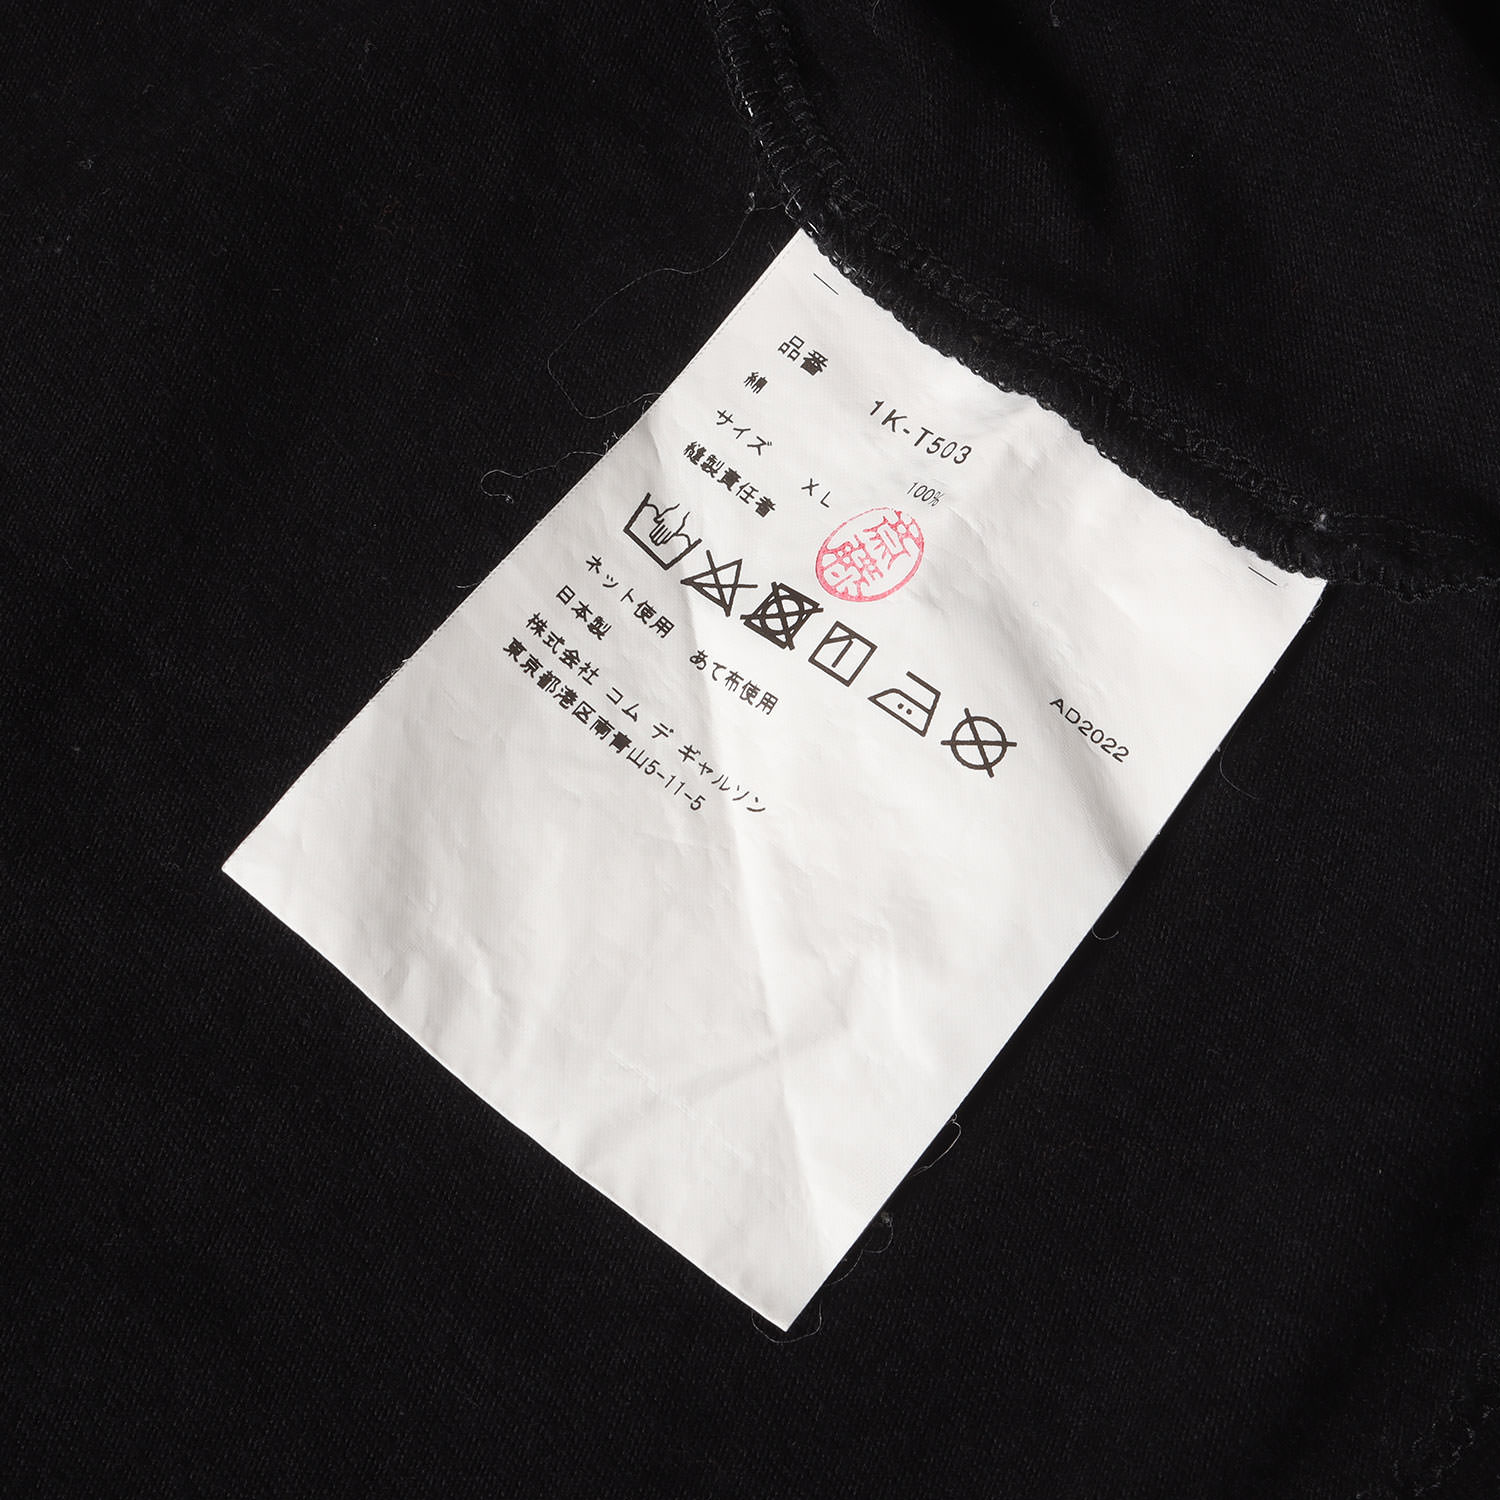 品番 1K-T503
綿 100%
サイズ XL
縫製責任者
ネット使用 あて布使用
日本製
株式会社 コム デ ギャルソン
東京都港区南青山5-11-5
AD2022